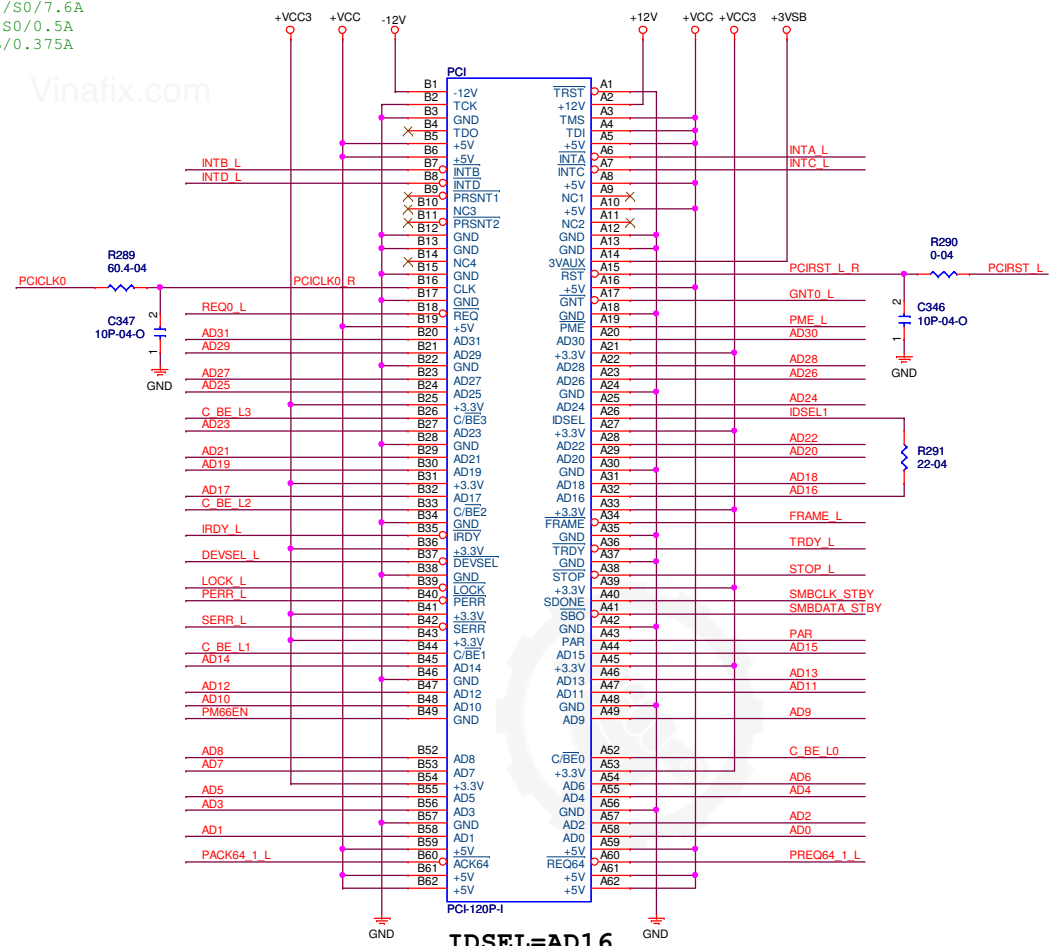 /S0/7.6A
S0/0.5A
/0.375A
Vinafix.com
+VCC3 +VCC -12V +12V +VCC +VCC3 +3VSB
PCI
B1 -12V TRST A1
B2 TCK +12V A2
B3 GND TMS A3
B4 TDO TDI A4
B5 +5V +5V A5
B6 +5V INTA A6 INTA_L
INTB_L B7 INTB INTC A7 INTC_L
INTD_L B8 INTD +5V A8
B9 PRSNT1 NC1 A9
B10 NC3 +5V A10
B11 PRSNT2 NC2 A11
B12 GND GND A12
B13 GND GND A13
B14 NC4 3VAUX A14
B15 GND RST A15 PCIRST_L_R
R289
60.4-04
R290
0-04
PCIRST_L
PCICLK0 PCICLK0_R B16 CLK +5V A16
B17 GND GNT A17 GNT0_L
REQ0_L B18 REQ GND A18
B19 +5V PME A19 PME_L
C347
10P-04-O
2
1
GND
C346
10P-04-O
2
1
GND
AD31 B20 AD31 AD30 A20 AD30
AD29 B21 AD29 +3.3V A21
B22 GND AD28 A22 AD28
AD27 B23 AD27 AD26 A23 AD26
AD25 B24 AD25 GND A24
B25 +3.3V AD24 A25 AD24
C_BE_L3 B26 C/BE3 IDSEL A26 IDSEL1
AD23 B27 AD23 +3.3V A27
B28 GND AD22 A28 AD22
AD21 B29 AD21 AD20 A29 AD20
R291
22-04
AD19 B30 AD19 GND A30
B31 +3.3V AD18 A31 AD18
AD17 B32 AD17 AD16 A32 AD16
C_BE_L2 B33 C/BE2 +3.3V A33
B34 GND FRAME A34 FRAME_L
IRDY_L B35 IRDY GND A35
B36 +3.3V TRDY A36 TRDY_L
DEVSEL_L B37 DEVSEL GND A37
B38 GND STOP A38 STOP_L
LOCK_L B39 LOCK +3.3V A39
PERR_L B40 PERR SDONE A40 SMBCLK_STBY
B41 +3.3V SBO A41 SMBDATA_STBY
SERR_L B42 SERR GND A42
B43 +3.3V PAR A43 PAR
C_BE_L1 B44 C/BE1 AD15 A44 AD15
AD14 B45 AD14 +3.3V A45
B46 GND AD13 A46 AD13
AD12 B47 AD12 AD11 A47 AD11
AD10 B48 AD10 GND A48
PM66EN B49 GND AD9 A49 AD9
AD8 B52 AD8 C/BE0 A52 C_BE_L0
AD7 B53 AD7 +3.3V A53
B54 +3.3V AD6 A54 AD6
AD5 B55 AD5 AD4 A55 AD4
AD3 B56 AD3 GND A56
B57 GND AD2 A57 AD2
AD1 B58 AD1 AD0 A58 AD0
B59 +5V +5V A59
PACK64_1_L B60 ACK64 REQ64 A60 PREQ64_1_L
B61 +5V +5V A61
B62 +5V +5V A62
PCI-120P-I
GND GND
IDSEL=AD16